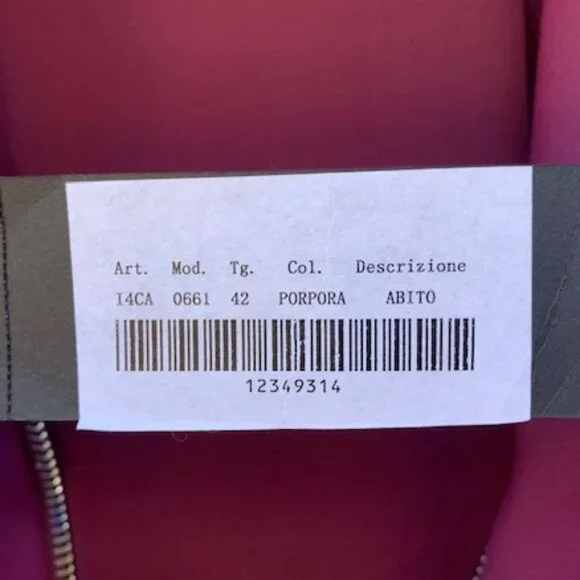 Art. Mod. Tg. Col. Descrizione
I4CA 0661 42 PORPORA ABITO
12349314